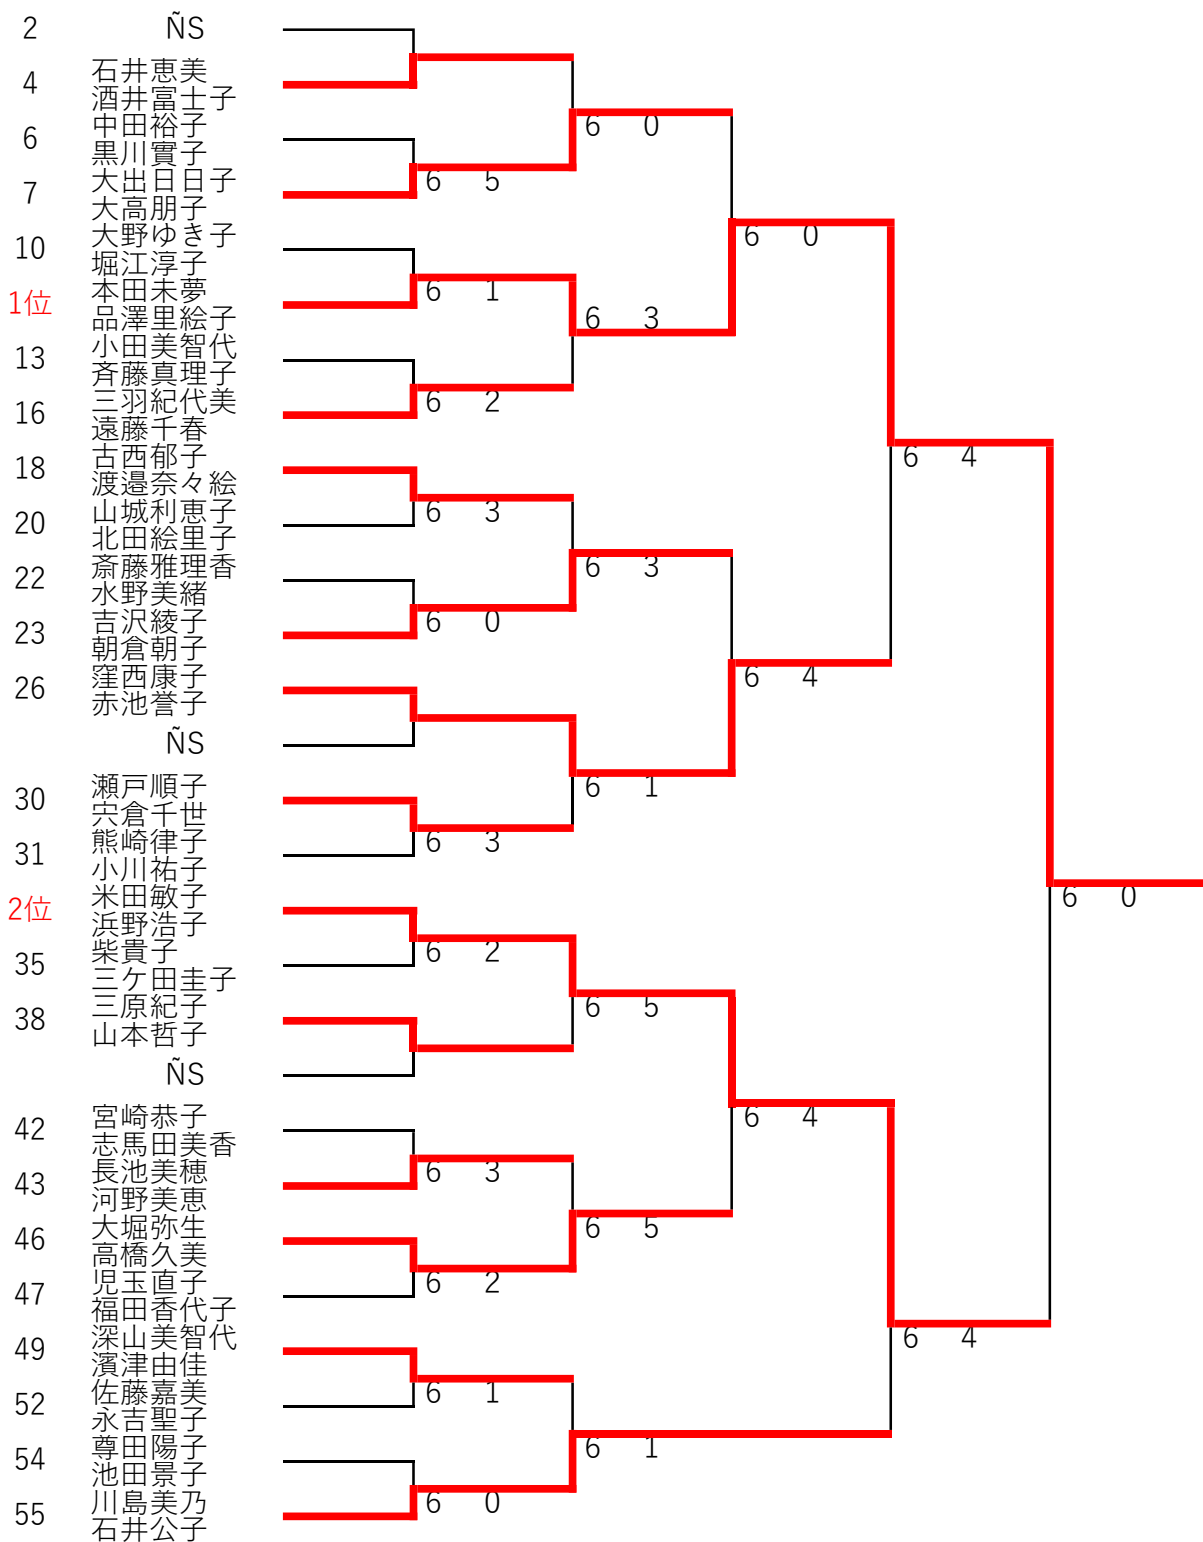 2 ÑS
石井恵美
4
酒井富士子
中田裕子
6 0
6
黒川實子
大出日日子
6 5
7
大高朋子
大野ゆき子
6 0
10
堀江淳子
本田未夢
6 1
1位
品澤里絵子
6 3
小田美智代
13
斉藤真理子
三羽紀代美
6 2
16
遠藤千春
古西郁子
6 4
18
渡邉奈々絵
山城利恵子
6 3
20
北田絵里子
斎藤雅理香
6 3
22
水野美緒
吉沢綾子
6 0
23
朝倉朝子
窪西康子
6 4
26
赤池誉子
ÑS
瀬戸順子
6 1
30
宍倉千世
熊崎律子
6 3
31
小川祐子
米田敏子
6 0
2位
浜野浩子
柴貴子
6 2
35
三ケ田圭子
三原紀子
6 5
38
山本哲子
ÑS
宮崎恭子
6 4
42
志馬田美香
長池美穂
6 3
43
河野美恵
大堀弥生
6 5
46
高橋久美
児玉直子
6 2
47
福田香代子
深山美智代
6 4
49
濱津由佳
佐藤嘉美
6 1
52
永吉聖子
尊田陽子
6 1
54
池田景子
川島美乃
6 0
55
石井公子